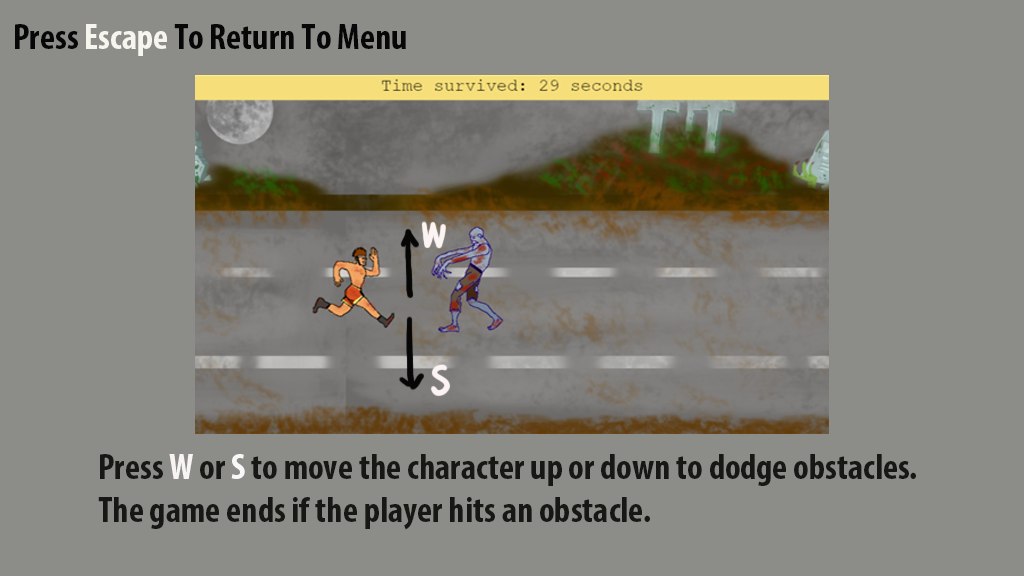 Press Escape To Return To Menu
Time survived: 29 seconds
W
S
Press W or S to move the character up or down to dodge obstacles.
The game ends if the player hits an obstacle.